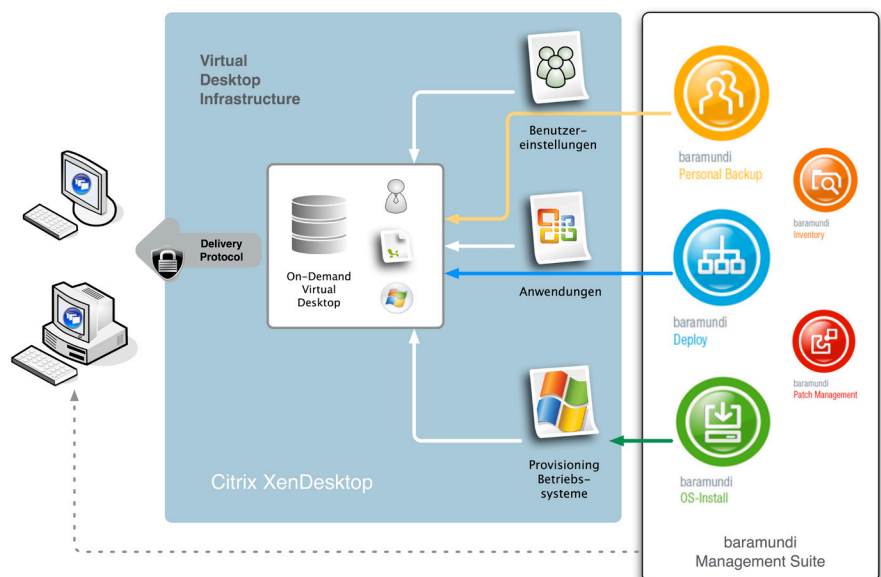 Virtual
Desktop
Infrastructure
Benutzer-
einstellungen
Delivery
Protocol
On-Demand
Virtual
Desktop
Anwendungen
Provisioning
Betriebs-
systeme
Citrix XenDesktop
baramundi
Personal Backup
baramundi
Inventory
baramundi
Deploy
baramundi
Patch Management
baramundi
OS-Install
baramundi
Management Suite